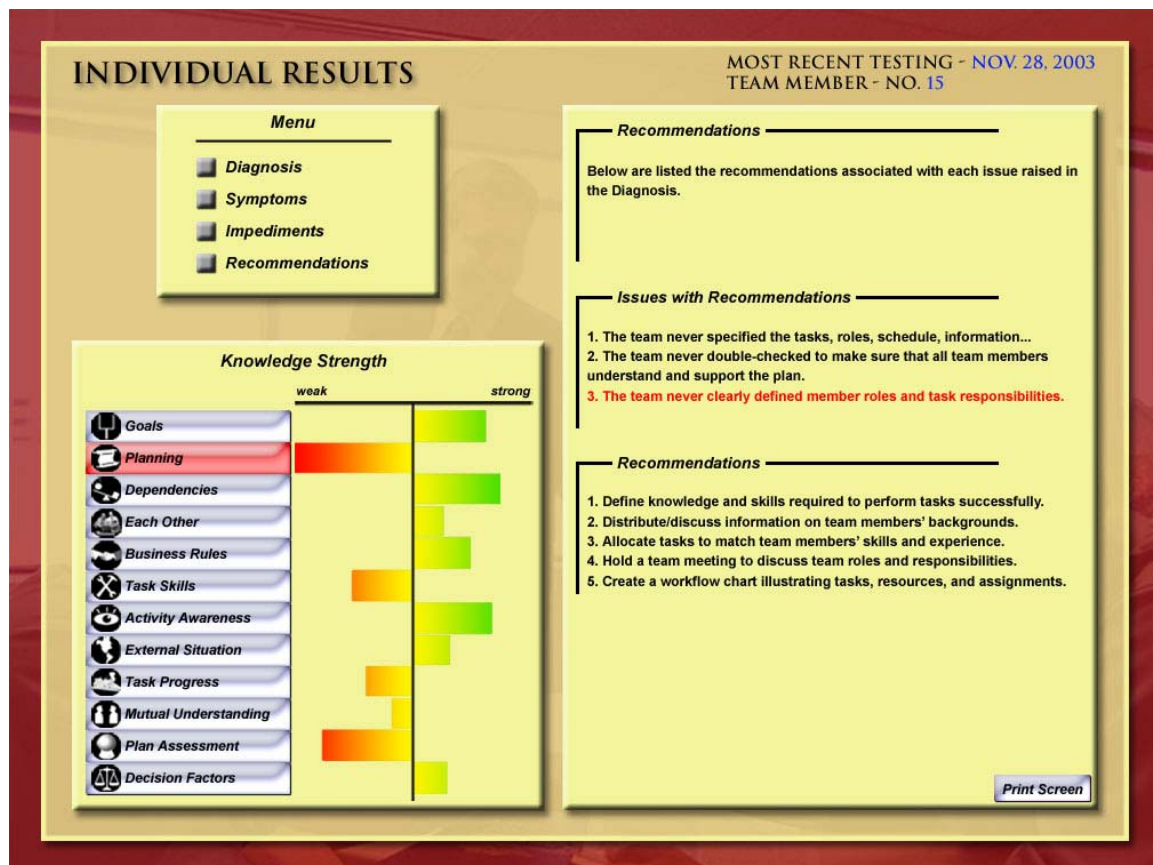 INDIVIDUAL RESULTS
MOST RECENT TESTING - NOV. 28, 2003
TEAM MEMBER - NO. 15
Menu
Diagnosis
Symptoms
Impediments
Recommendations
Knowledge Strength
weak strong
Goals
Planning
Dependencies
Each Other
Business Rules
Task Skills
Activity Awareness
External Situation
Task Progress
Mutual Understanding
Plan Assessment
Decision Factors
Recommendations
Below are listed the recommendations associated with each issue raised in
the Diagnosis.
Issues with Recommendations
1. The team never specified the tasks, roles, schedule, information...
2. The team never double-checked to make sure that all team members
understand and support the plan.
3. The team never clearly defined member roles and task responsibilities.
Recommendations
1. Define knowledge and skills required to perform tasks successfully.
2. Distribute/discuss information on team members' backgrounds.
3. Allocate tasks to match team members' skills and experience.
4. Hold a team meeting to discuss team roles and responsibilities.
5. Create a workflow chart illustrating tasks, resources, and assignments.
Print Screen